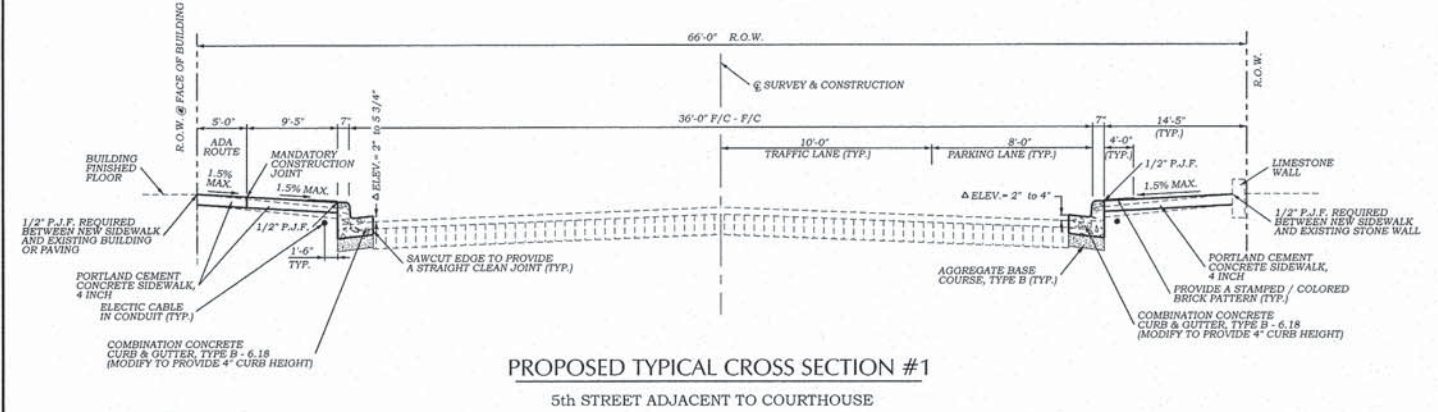 66'-0" R.O.W.
R.O.W. @ FACE OF BUILDING
R.O.W.
℄ SURVEY & CONSTRUCTION
5'-0"
9'-5"
7"
36'-0" F/C - F/C
7"
14'-5"
(TYP.)
Δ ELEV.= 2" to 5 3/4"
ADA
ROUTE
MANDATORY
CONSTRUCTION
JOINT
10'-0"
TRAFFIC LANE (TYP.)
8'-0"
PARKING LANE (TYP.)
4'-0"
(TYP.)
1/2" P.J.F.
LIMESTONE
WALL
BUILDING
FINISHED
FLOOR
1.5%
MAX.
1.5% MAX.
1.5% MAX.
Δ ELEV.= 2" to 4"
1/2" P.J.F. REQUIRED
BETWEEN NEW SIDEWALK
AND EXISTING BUILDING
OR PAVING
1/2" P.J.F.
1'-6"
TYP.
SAWCUT EDGE TO PROVIDE
A STRAIGHT CLEAN JOINT (TYP.)
1/2" P.J.F. REQUIRED
BETWEEN NEW SIDEWALK
AND EXISTING STONE WALL
PORTLAND CEMENT
CONCRETE SIDEWALK,
4 INCH
AGGREGATE BASE
COURSE, TYPE B (TYP.)
PORTLAND CEMENT
CONCRETE SIDEWALK,
4 INCH
ELECTIC CABLE
IN CONDUIT (TYP.)
PROVIDE A STAMPED / COLORED
BRICK PATTERN (TYP.)
COMBINATION CONCRETE
CURB & GUTTER, TYPE B - 6.18
(MODIFY TO PROVIDE 4" CURB HEIGHT)
COMBINATION CONCRETE
CURB & GUTTER, TYPE B - 6.18
(MODIFY TO PROVIDE 4" CURB HEIGHT)
PROPOSED TYPICAL CROSS SECTION #1
5th STREET ADJACENT TO COURTHOUSE